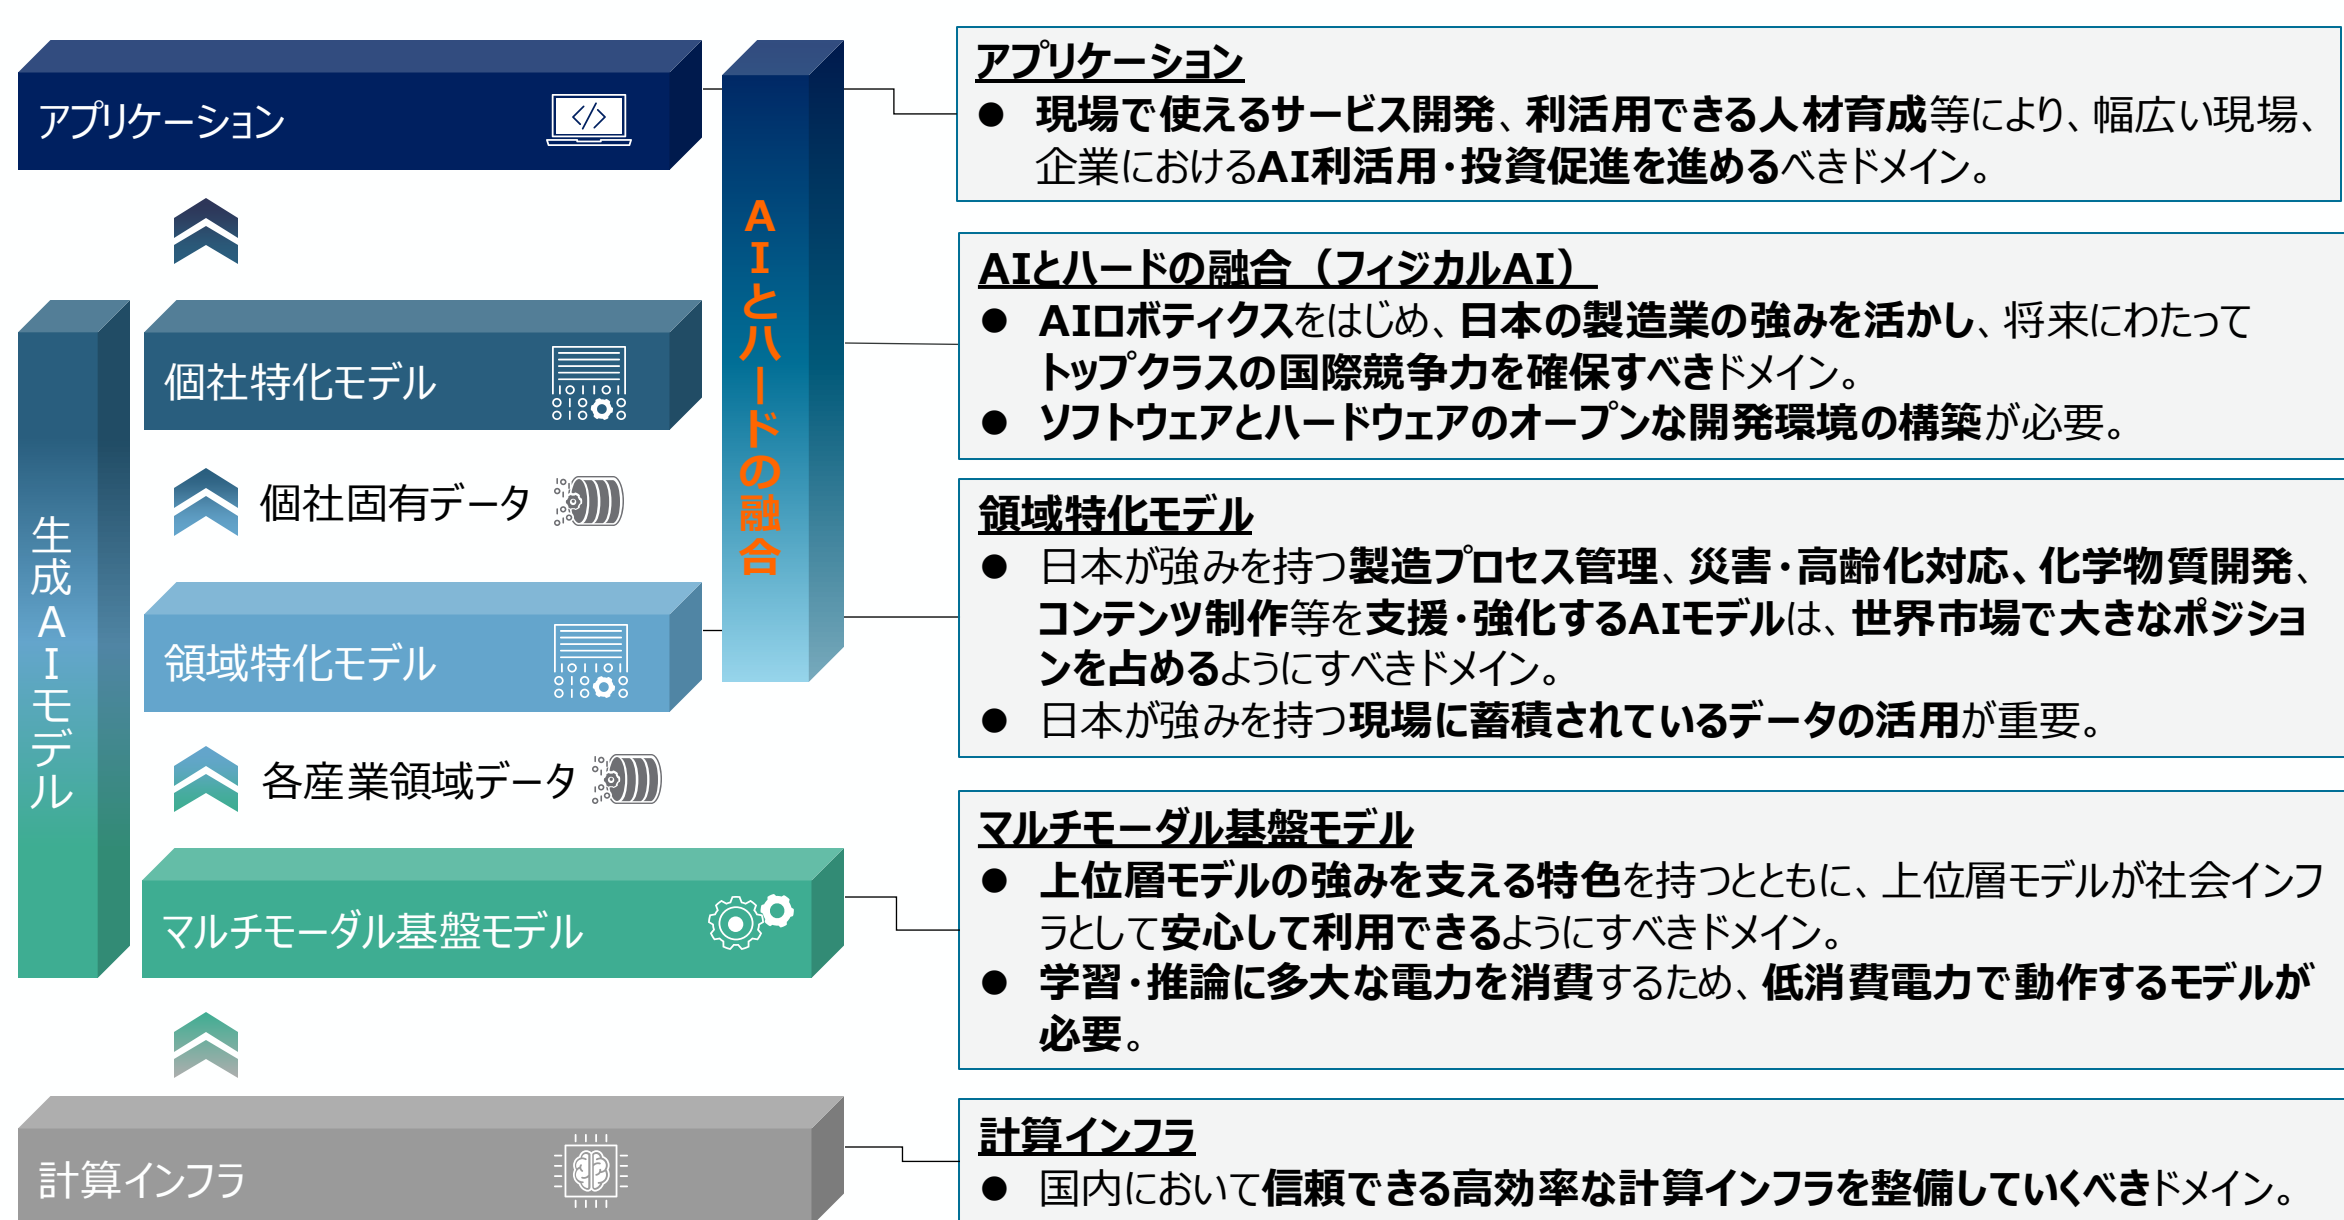 アプリケーション
AIとハードの融合
生成AIモデル
個社特化モデル
個社固有データ
領域特化モデル
各産業領域データ
マルチモーダル基盤モデル
計算インフラ
アプリケーション
● 現場で使えるサービス開発、利活用できる人材育成等により、幅広い現場、
企業におけるAI利活用・投資促進を進めるべきドメイン。
AIとハードの融合（フィジカルAI）
● AIロボティクスをはじめ、日本の製造業の強みを活かし、将来にわたって
トップクラスの国際競争力を確保すべきドメイン。
● ソフトウェアとハードウェアのオープンな開発環境の構築が必要。
領域特化モデル
● 日本が強みを持つ製造プロセス管理、災害・高齢化対応、化学物質開発、
コンテンツ制作等を支援・強化するAIモデルは、世界市場で大きなポジショ
ンを占めるようにすべきドメイン。
● 日本が強みを持つ現場に蓄積されているデータの活用が重要。
マルチモーダル基盤モデル
● 上位層モデルの強みを支える特色を持つとともに、上位層モデルが社会インフ
ラとして安心して利用できるようにすべきドメイン。
● 学習・推論に多大な電力を消費するため、低消費電力で動作するモデルが
必要。
計算インフラ
● 国内において信頼できる高効率な計算インフラを整備していくべきドメイン。